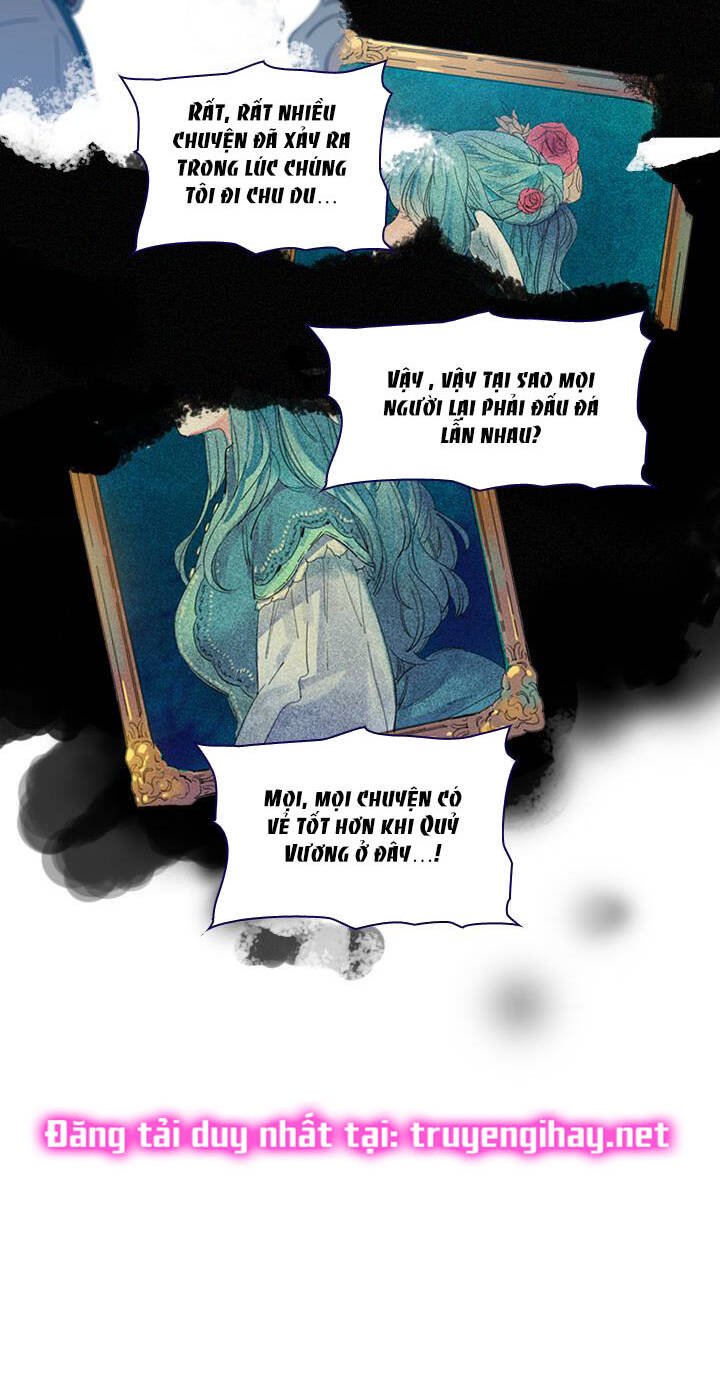 Rất, rất nhiều
chuyện đã xảy ra
trong lúc chúng
tôi đi chu du...
Vậy , vậy tại sao mọi
người lại phải đấu đá
lẫn nhau?
Mọi, mọi chuyện có
vẻ tốt hơn khi Quỷ
Vương ở đây...!
Đăng tải duy nhất tại: truyengihay.net